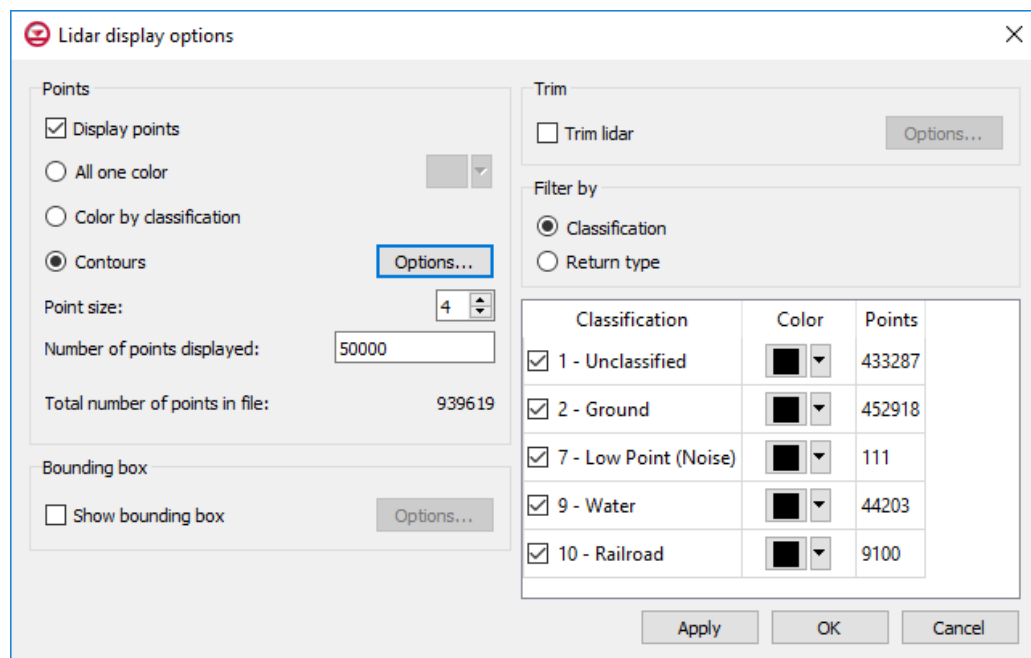 Lidar display options
Points
Display points
All one color
Color by classification
Contours
Options...
Point size:
4
Number of points displayed:
50000
Total number of points in file:
939619
Bounding box
Show bounding box
Options...
Trim
Trim lidar
Options...
Filter by
Classification
Return type
Classification Color Points
1 - Unclassified 433287
2 - Ground 452918
7 - Low Point (Noise) 111
9 - Water 44203
10 - Railroad 9100
Apply OK Cancel